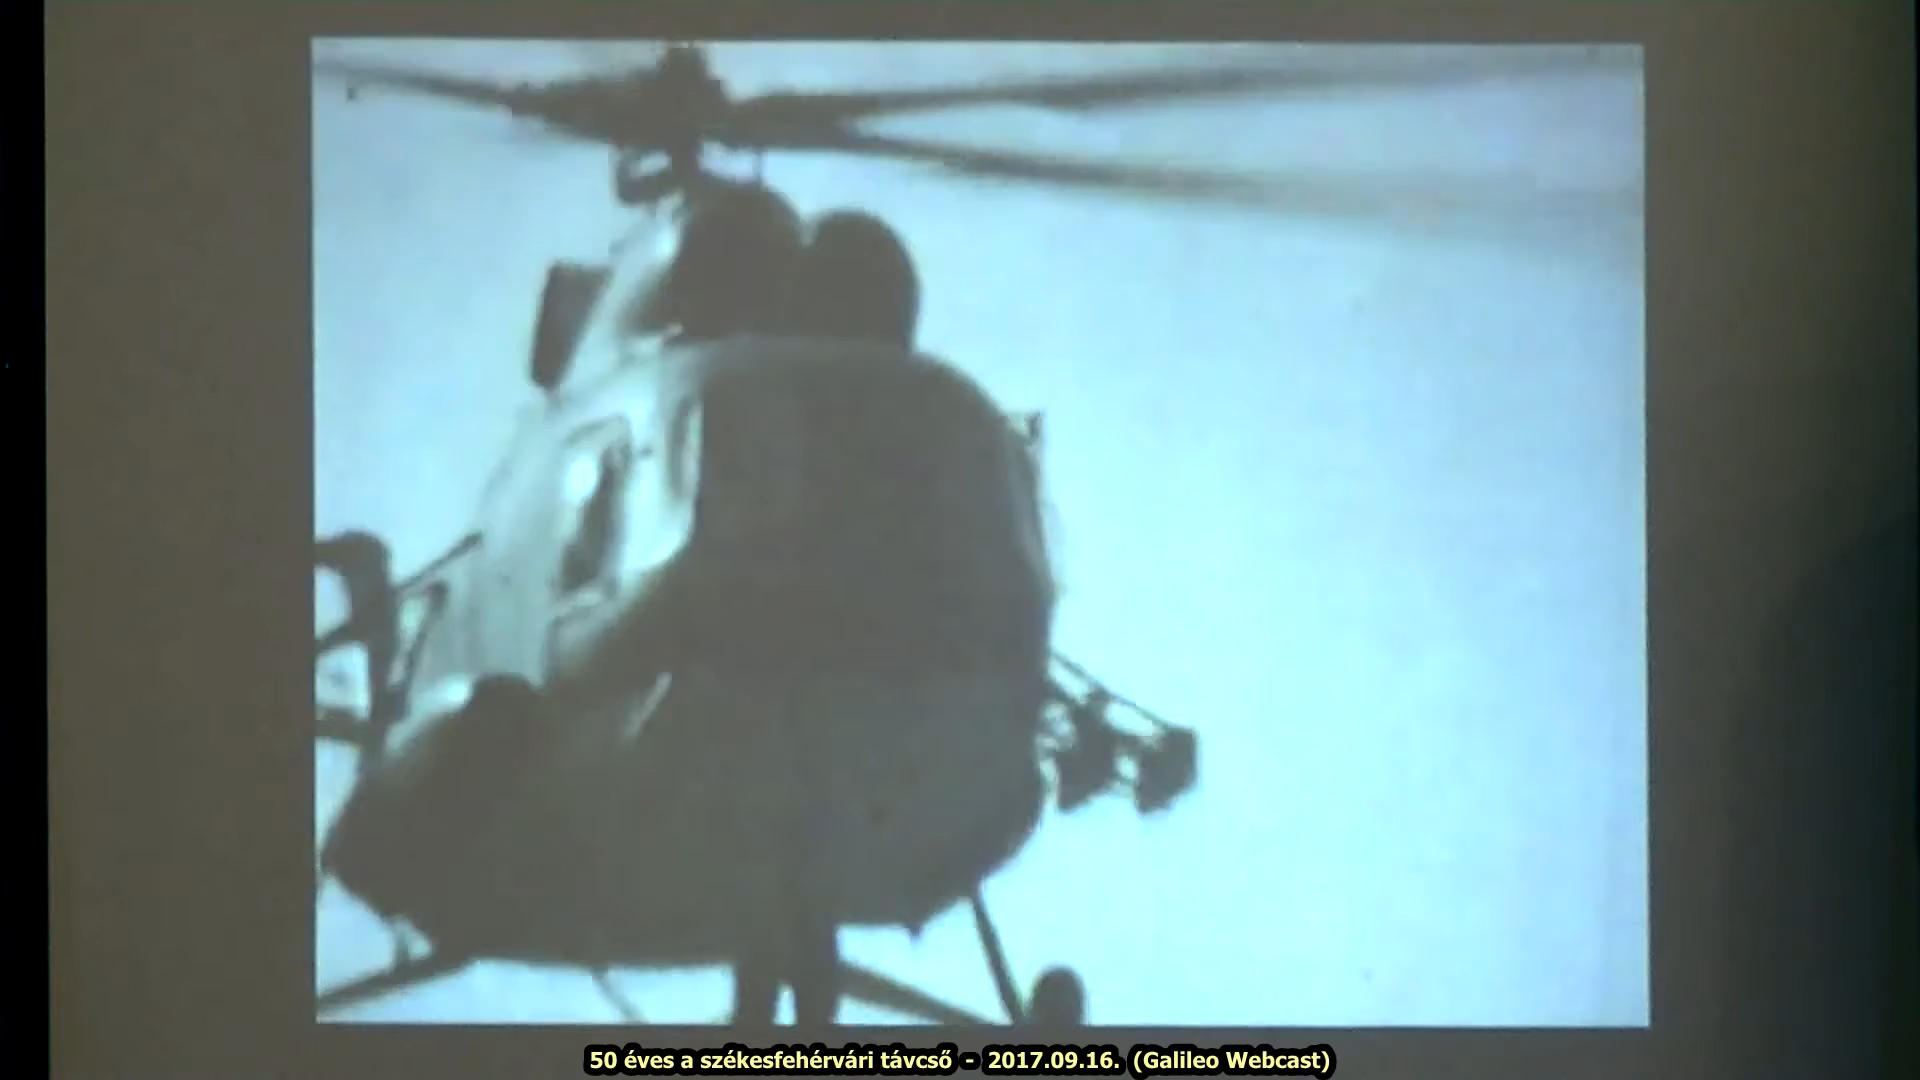 50 éves a székesfehérvári távcső - 2017.09.16. (Galileo Webcast)